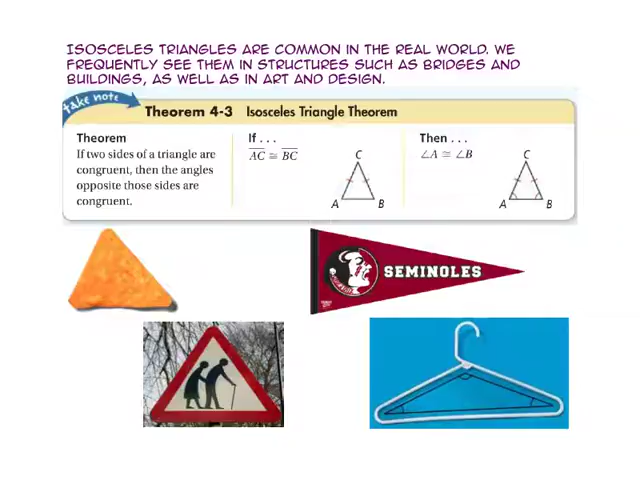 ISOSCELES TRIANGLES ARE COMMON IN THE REAL WORLD. WE
FREQUENTLY SEE THEM IN STRUCTURES SUCH AS BRIDGES AND
BUILDINGS, AS WELL AS IN ART AND DESIGN.
take note
Theorem 4-3 Isosceles Triangle Theorem
Theorem
If two sides of a triangle are
congruent, then the angles
opposite those sides are
congruent.
If . . .
AC ≅ BC
C
A B
Then . . .
∠A ≅ ∠B
C
A B
SEMINOLES